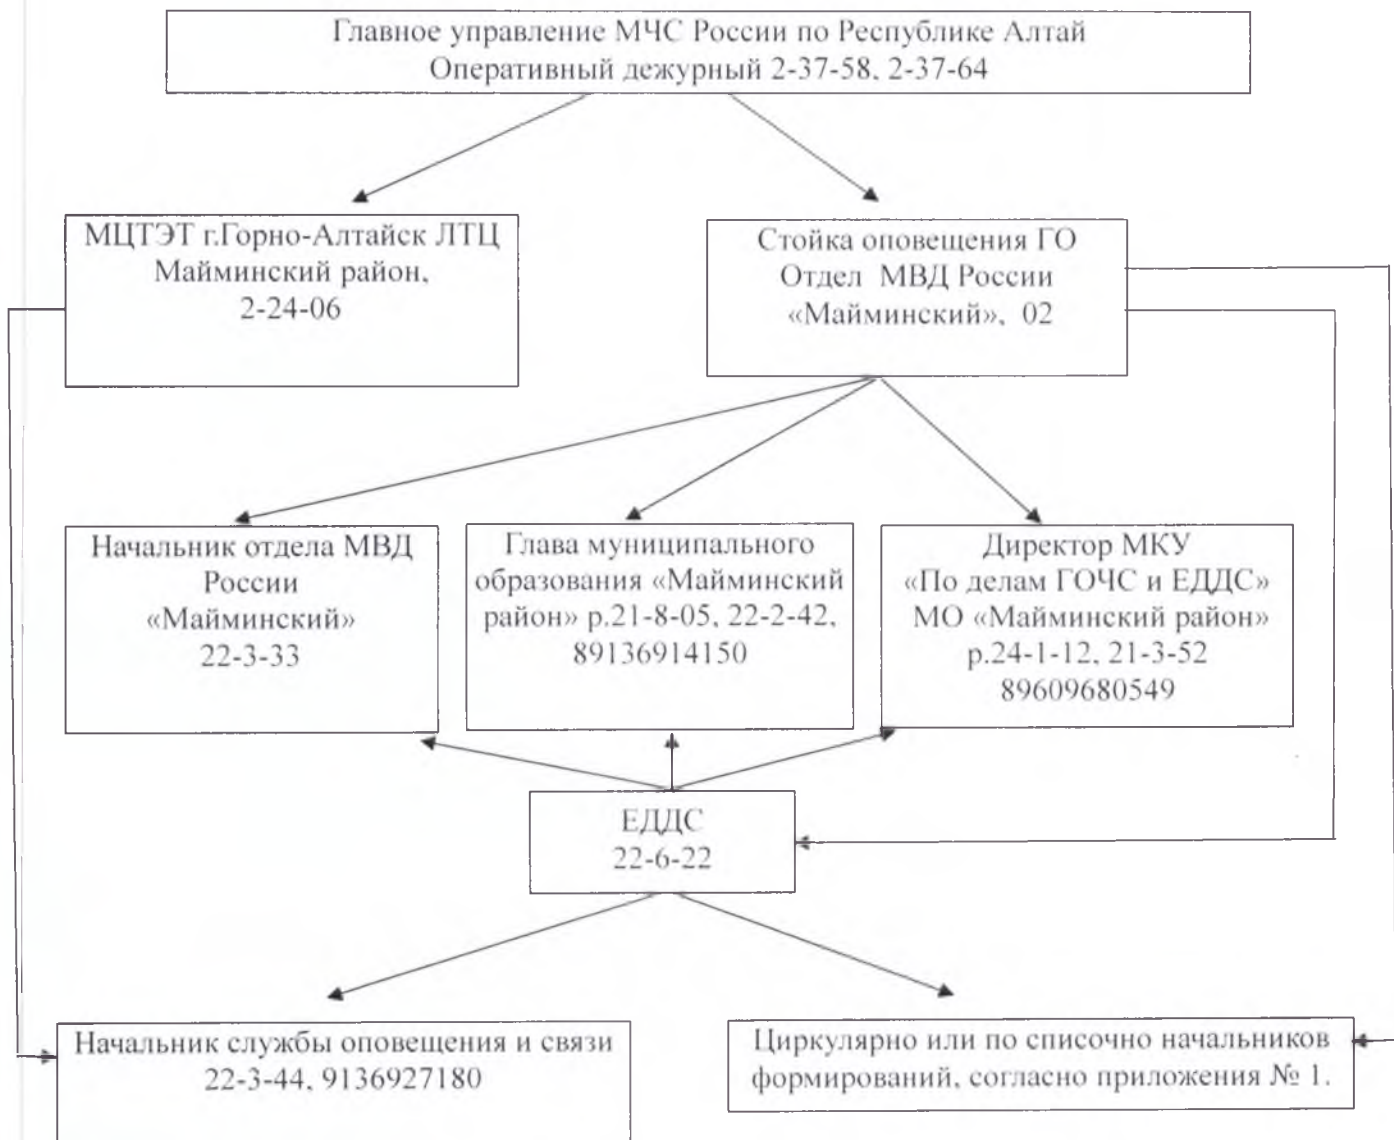 Главное управление МЧС России по Республике Алтай
Оперативный дежурный 2-37-58, 2-37-64
МЦТЭТ г.Горно-Алтайск ЛТЦ
Майминский район,
2-24-06
Стойка оповещения ГО
Отдел МВД России
«Майминский», 02
Начальник отдела МВД
России
«Майминский»
22-3-33
Глава муниципального
образования «Майминский
район» р.21-8-05, 22-2-42,
89136914150
Директор МКУ
«По делам ГОЧС и ЕДДС»
МО «Майминский район»
р.24-1-12, 21-3-52
89609680549
ЕДДС
22-6-22
Начальник службы оповещения и связи
22-3-44, 9136927180
Циркулярно или по списочно начальников
формирований, согласно приложения № 1.